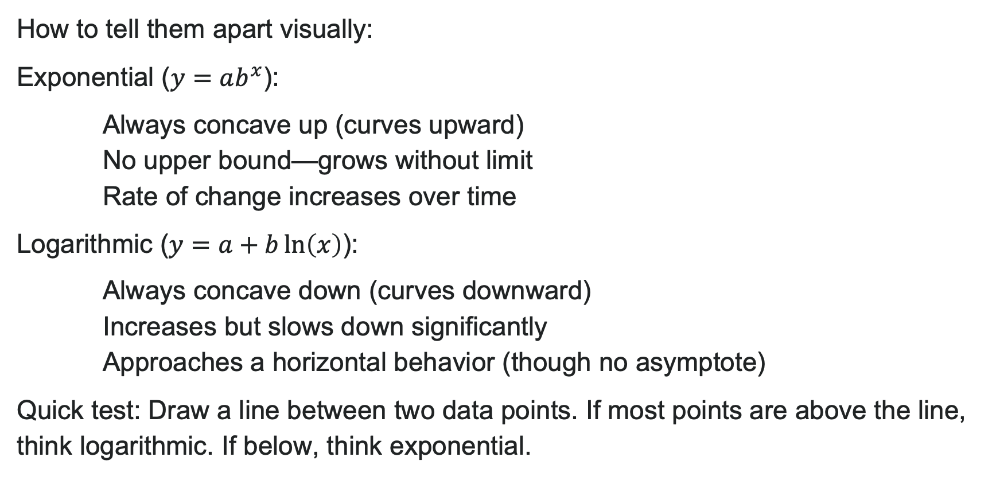 How to tell them apart visually:
Exponential (y = abˣ):
Always concave up (curves upward)
No upper bound—grows without limit
Rate of change increases over time
Logarithmic (y = a + b ln(x)):
Always concave down (curves downward)
Increases but slows down significantly
Approaches a horizontal behavior (though no asymptote)
Quick test: Draw a line between two data points. If most points are above the line,
think logarithmic. If below, think exponential.